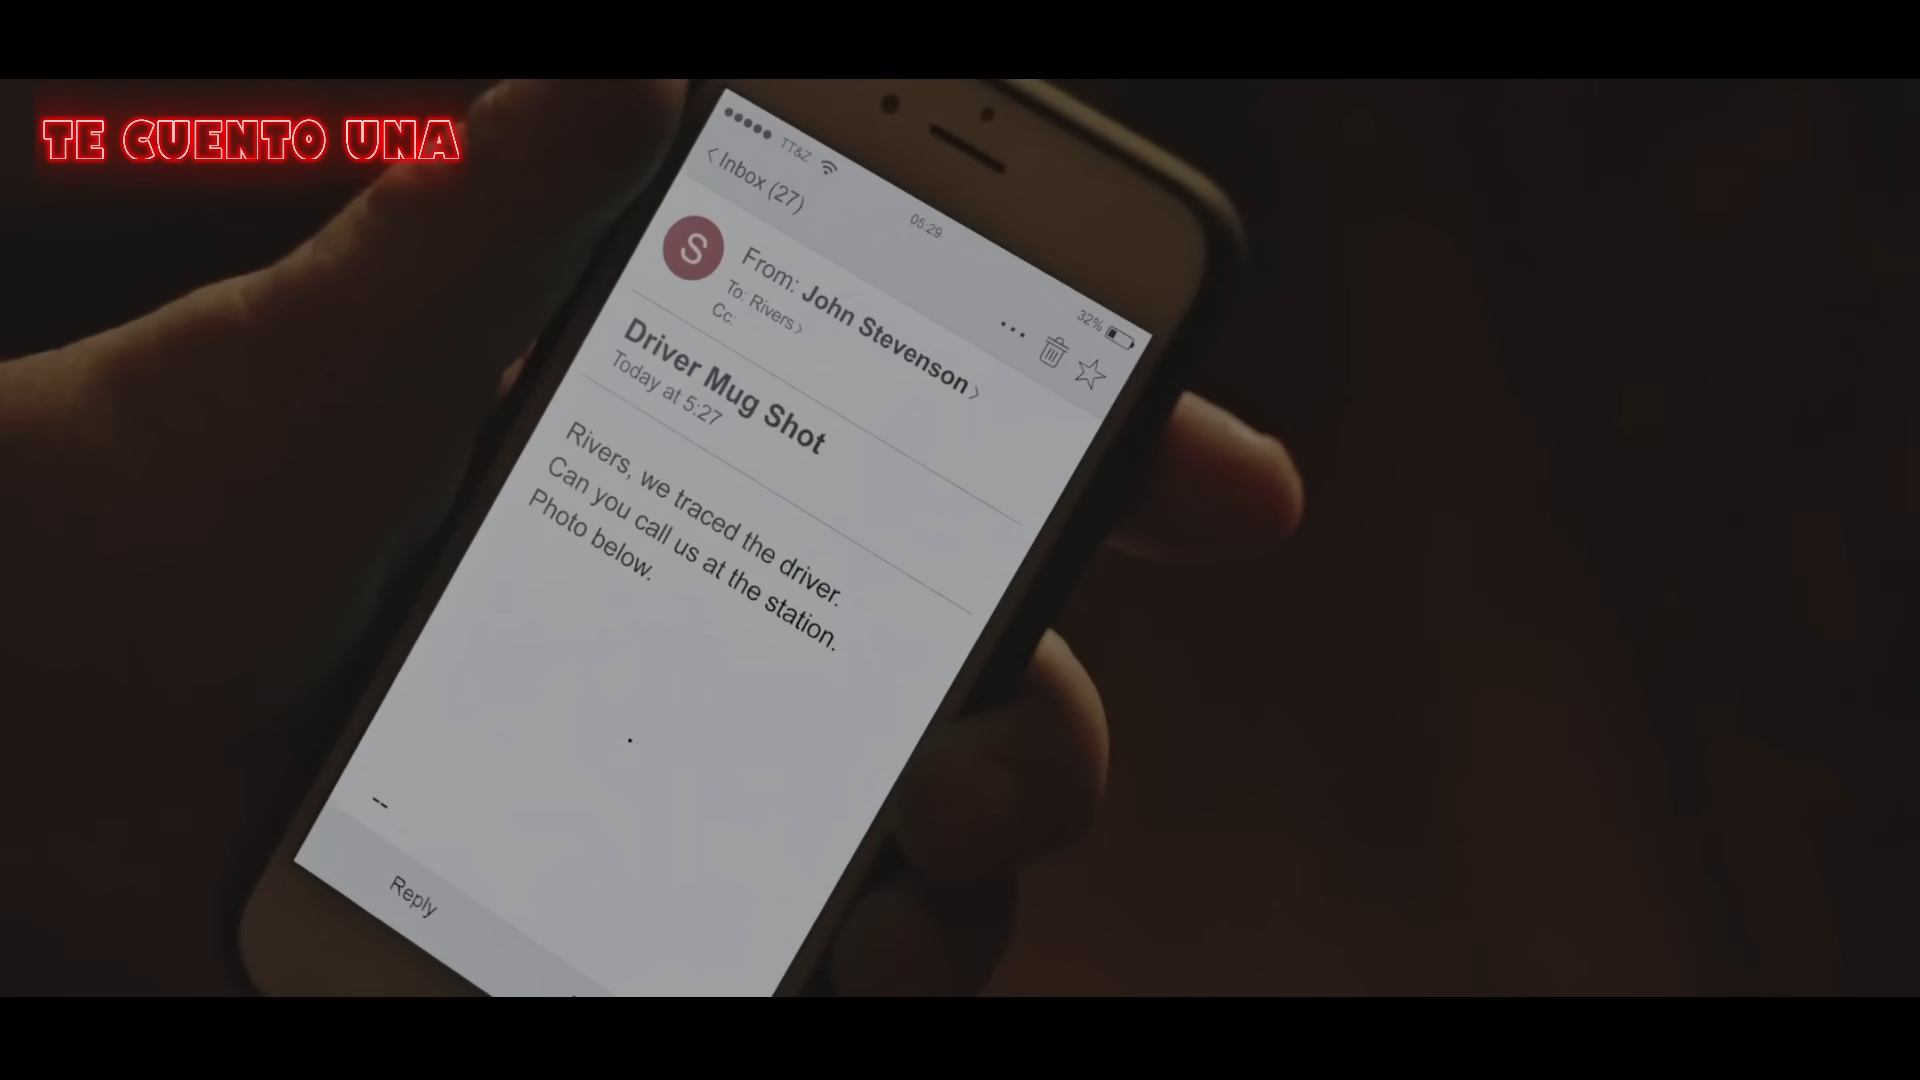 TE CUENTO UNA
TT&Z
05:29
32%
Inbox (27)
S
From: John Stevenson
To: Rivers
Cc:
Driver Mug Shot
Today at 5:27
Rivers, we traced the driver.
Can you call us at the station.
Photo below.
--
Reply